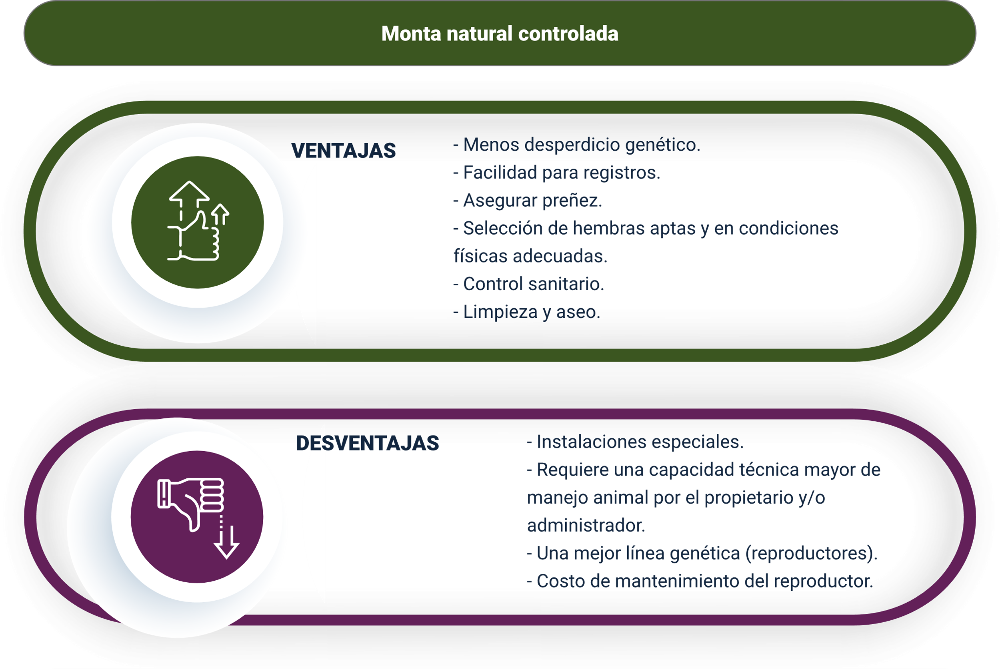 Monta natural controlada
VENTAJAS
- Menos desperdicio genético.
- Facilidad para registros.
- Asegurar preñez.
- Selección de hembras aptas y en condiciones
físicas adecuadas.
- Control sanitario.
- Limpieza y aseo.
DESVENTAJAS
- Instalaciones especiales.
- Requiere una capacidad técnica mayor de
manejo animal por el propietario y/o
administrador.
- Una mejor línea genética (reproductores).
- Costo de mantenimiento del reproductor.